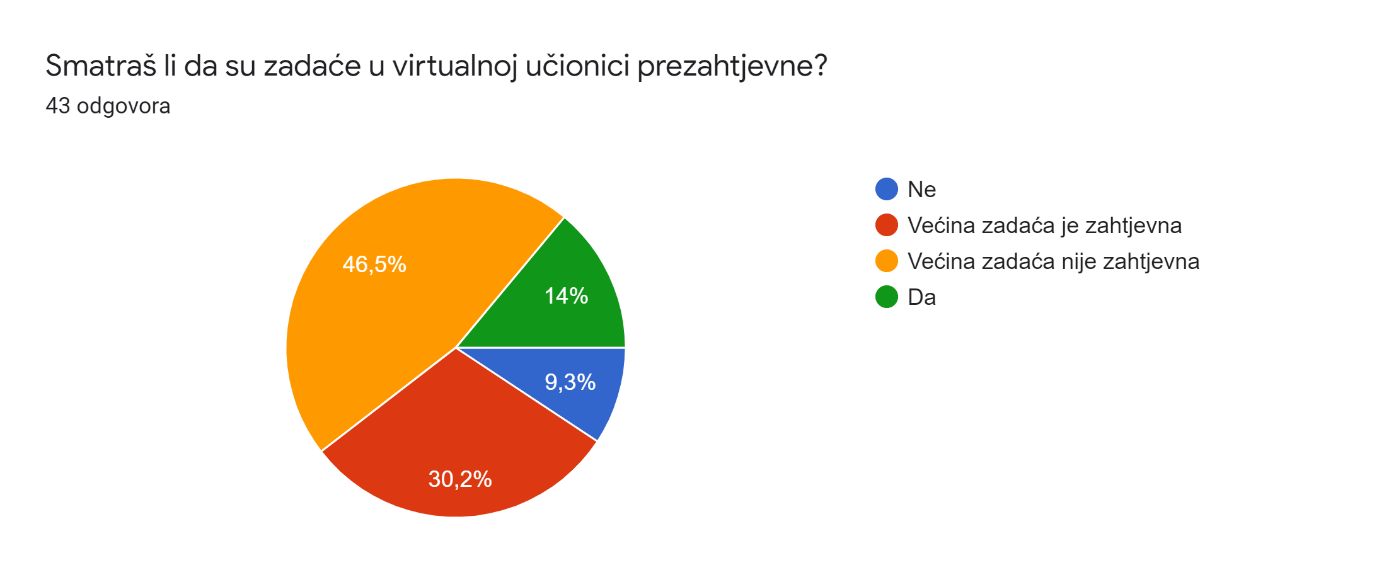 Smatraš li da su zadaće u virtualnoj učionici prezahtjevne?
43 odgovora
Ne
Većina zadaća je zahtjevna
Većina zadaća nije zahtjevna
Da
46,5%
14%
9,3%
30,2%